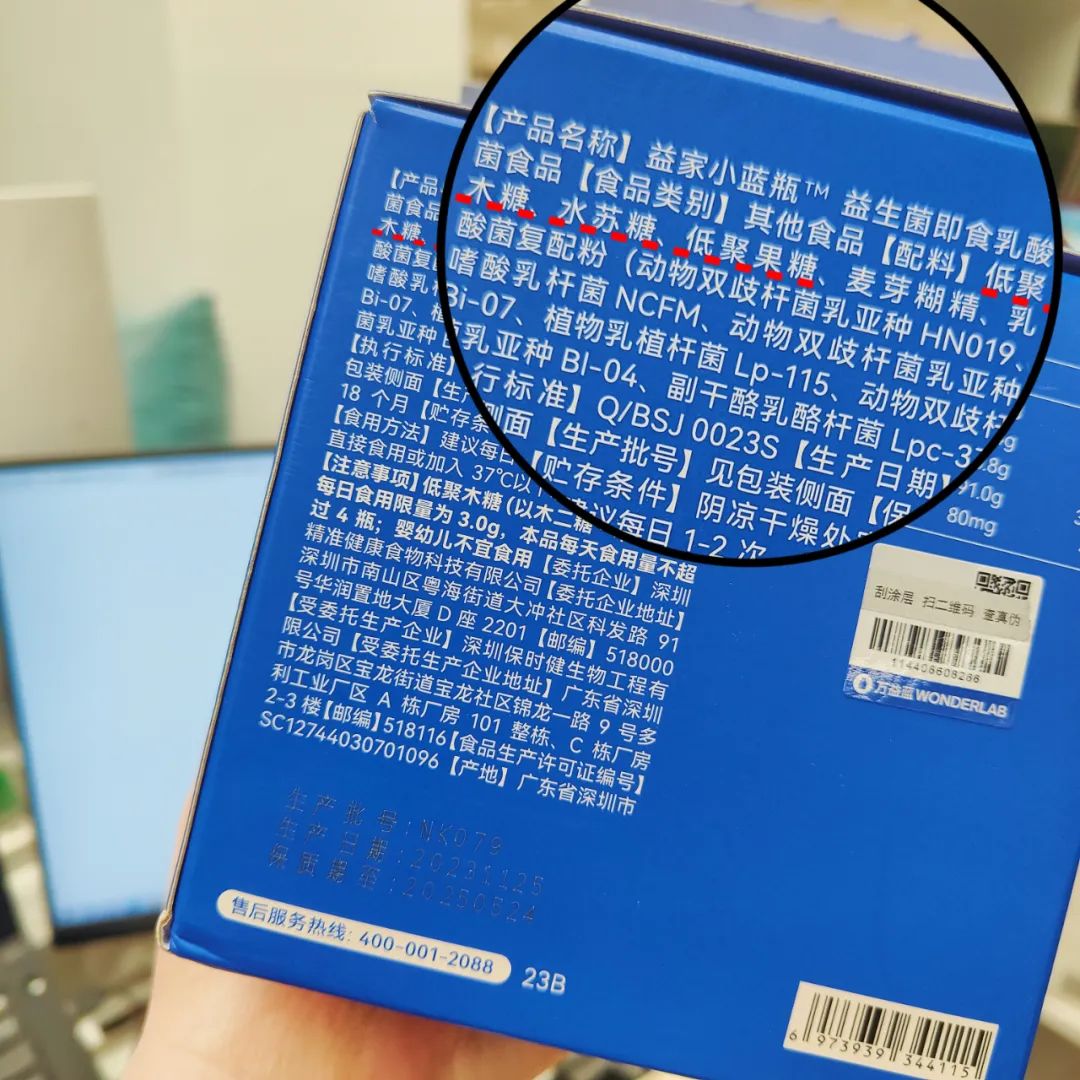 【产品名称】益家小蓝瓶™ 益生菌即食乳酸
菌食品【食品类别】其他食品【配料】低聚
木糖、水苏糖、低聚果糖、麦芽糊精、乳
酸菌复配粉（动物双歧杆菌乳亚种 HN019、
嗜酸乳杆菌 NCFM、动物双歧杆菌乳亚种
Bi-07、植物乳植杆菌 Lp-115、动物双歧杆
乳亚种 Bl-04、副干酪乳酪杆菌 Lpc-3
行标准】Q/BSJ 0023S【生产日期】
侧面【生产批号】见包装侧面【保
【贮存条件】阴凉干燥处
议每日 1-2 次
【产品
菌食品
木糖、
酸菌复
嗜酸乳
Bi-07、植
菌乳亚种
【执行标准】
包装侧面【生
18 个月【贮存条
【食用方法】建议每日
直接食用或加入 37℃以
【注意事项】低聚木糖（以木二糖
每日食用限量为 3.0g，本品每天食用量不超
过 4 瓶；婴幼儿不宜食用【委托企业】深圳
精准健康食物科技有限公司【委托企业地址】
深圳市南山区粤海街道大冲社区科发路 91
号华润置地大厦 D 座 2201【邮编】518000
【受委托生产企业】深圳保时健生物工程有
限公司【受委托生产企业地址】广东省深圳
市龙岗区宝龙街道宝龙社区锦龙一路 9 号多
利工业厂区 A 栋厂房 101 整栋、C 栋厂房
2-3 楼【邮编】518116【食品生产许可证编号】
SC12744030701096【产地】广东省深圳市
生产批号:NK079
生产日期:20231125
保质期至:20250524
售后服务热线: 400-001-2088
23B
.8g
91.0g
80mg
刮涂层 扫二维码 查真伪
114406608286
万益蓝 WONDERLAB
6 973939 344115